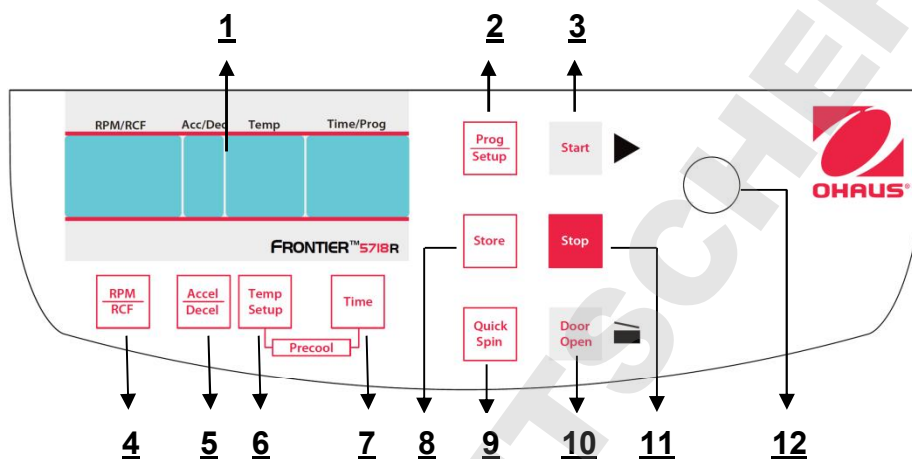 1 2 3
RPM/RCF Acc/Dec Temp Time/Prog
Prog
Setup
Start
OHAUS®
FRONTIER™5718R
Store
Stop
RPM
RCF
Accel
Decel
Temp
Setup
Time
Precool
Quick
Spin
Door
Open
4 5 6 7 8 9 10 11 12